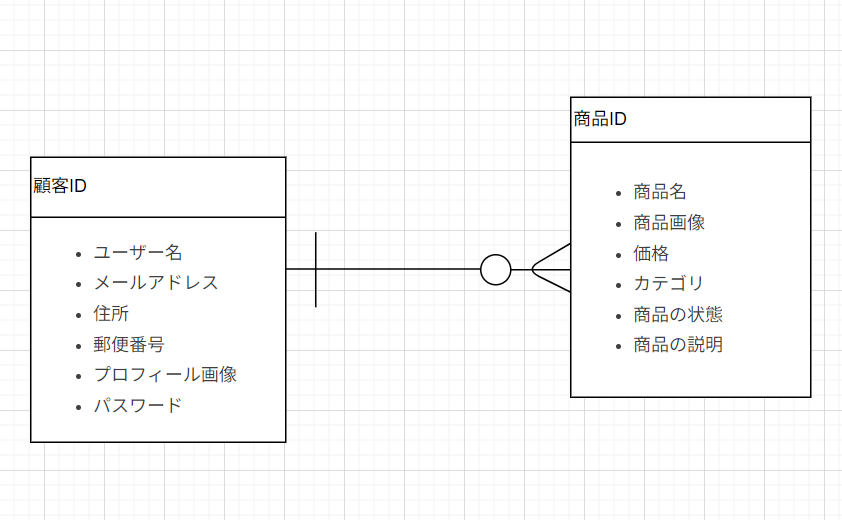 顧客ID
ユーザー名
メールアドレス
住所
郵便番号
プロフィール画像
パスワード
商品ID
商品名
商品画像
価格
カテゴリ
商品の状態
商品の説明